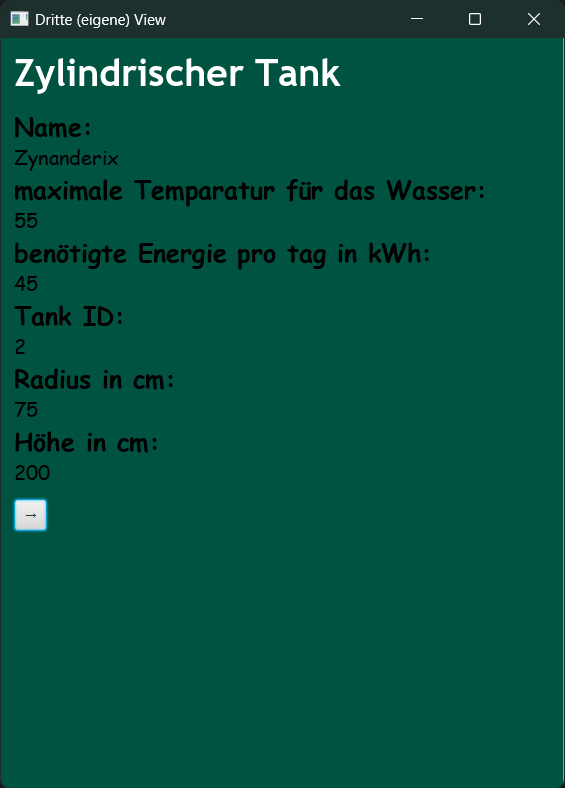 Dritte (eigene) View
Zylindrischer Tank
Name:
Zynanderix
maximale Temparatur für das Wasser:
55
benötigte Energie pro tag in kWh:
45
Tank ID:
2
Radius in cm:
75
Höhe in cm:
200
→